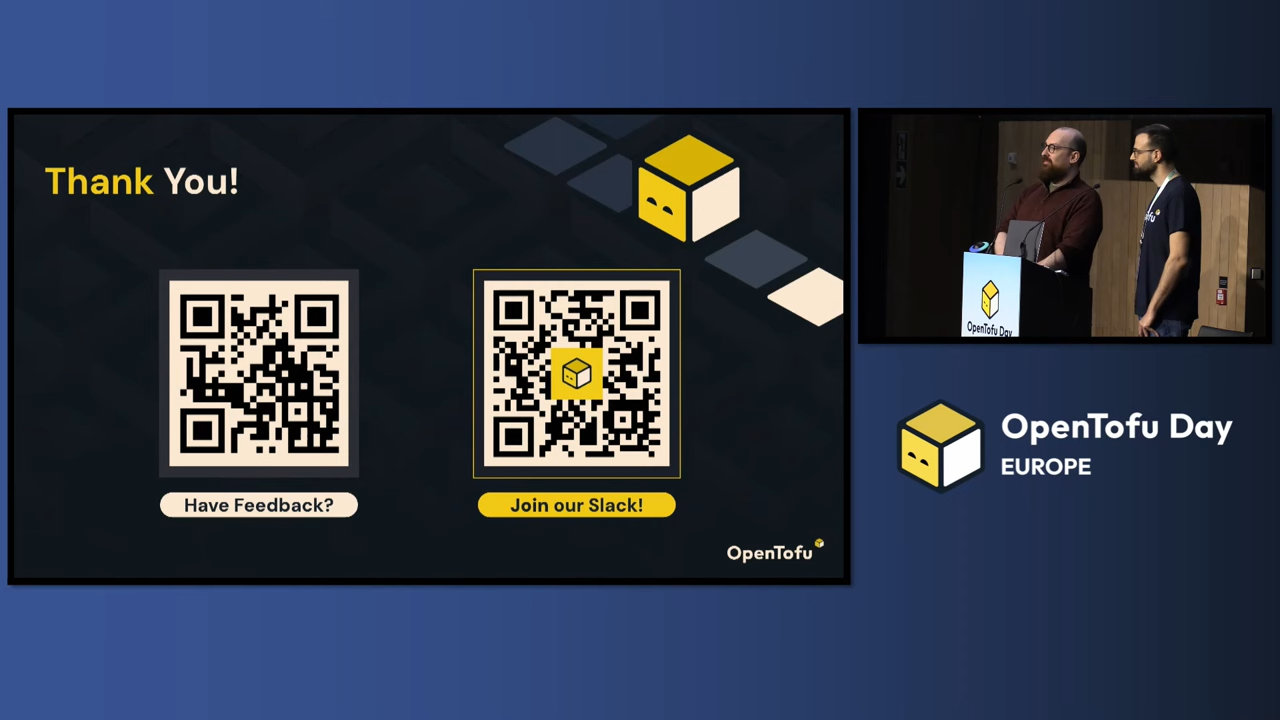 Thank You!
Have Feedback?
Join our Slack!
OpenTofu
OpenTofu Day
OpenTofu Day
EUROPE